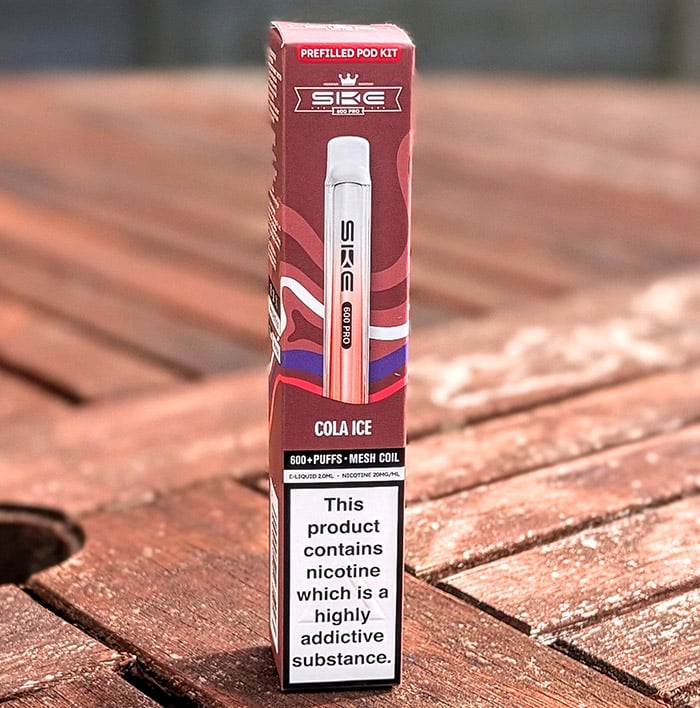 PREFILLED POD KIT
SKE
600 PRO
SKE
600 PRO
COLA ICE
600+PUFFS · MESH COIL
E-LIQUID 2.0ML - NICOTINE 20MG/ML
This
product
contains
nicotine
which is a
highly
addictive
substance.